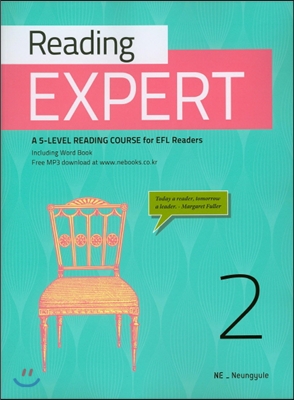 Reading
EXPERT
A 5-LEVEL READING COURSE for EFL Readers
Including Word Book
Free MP3 download at www.nebooks.co.kr
Today a reader, tomorrow
a leader. - Margaret Fuller
2
NE _ Neungyule
yes24